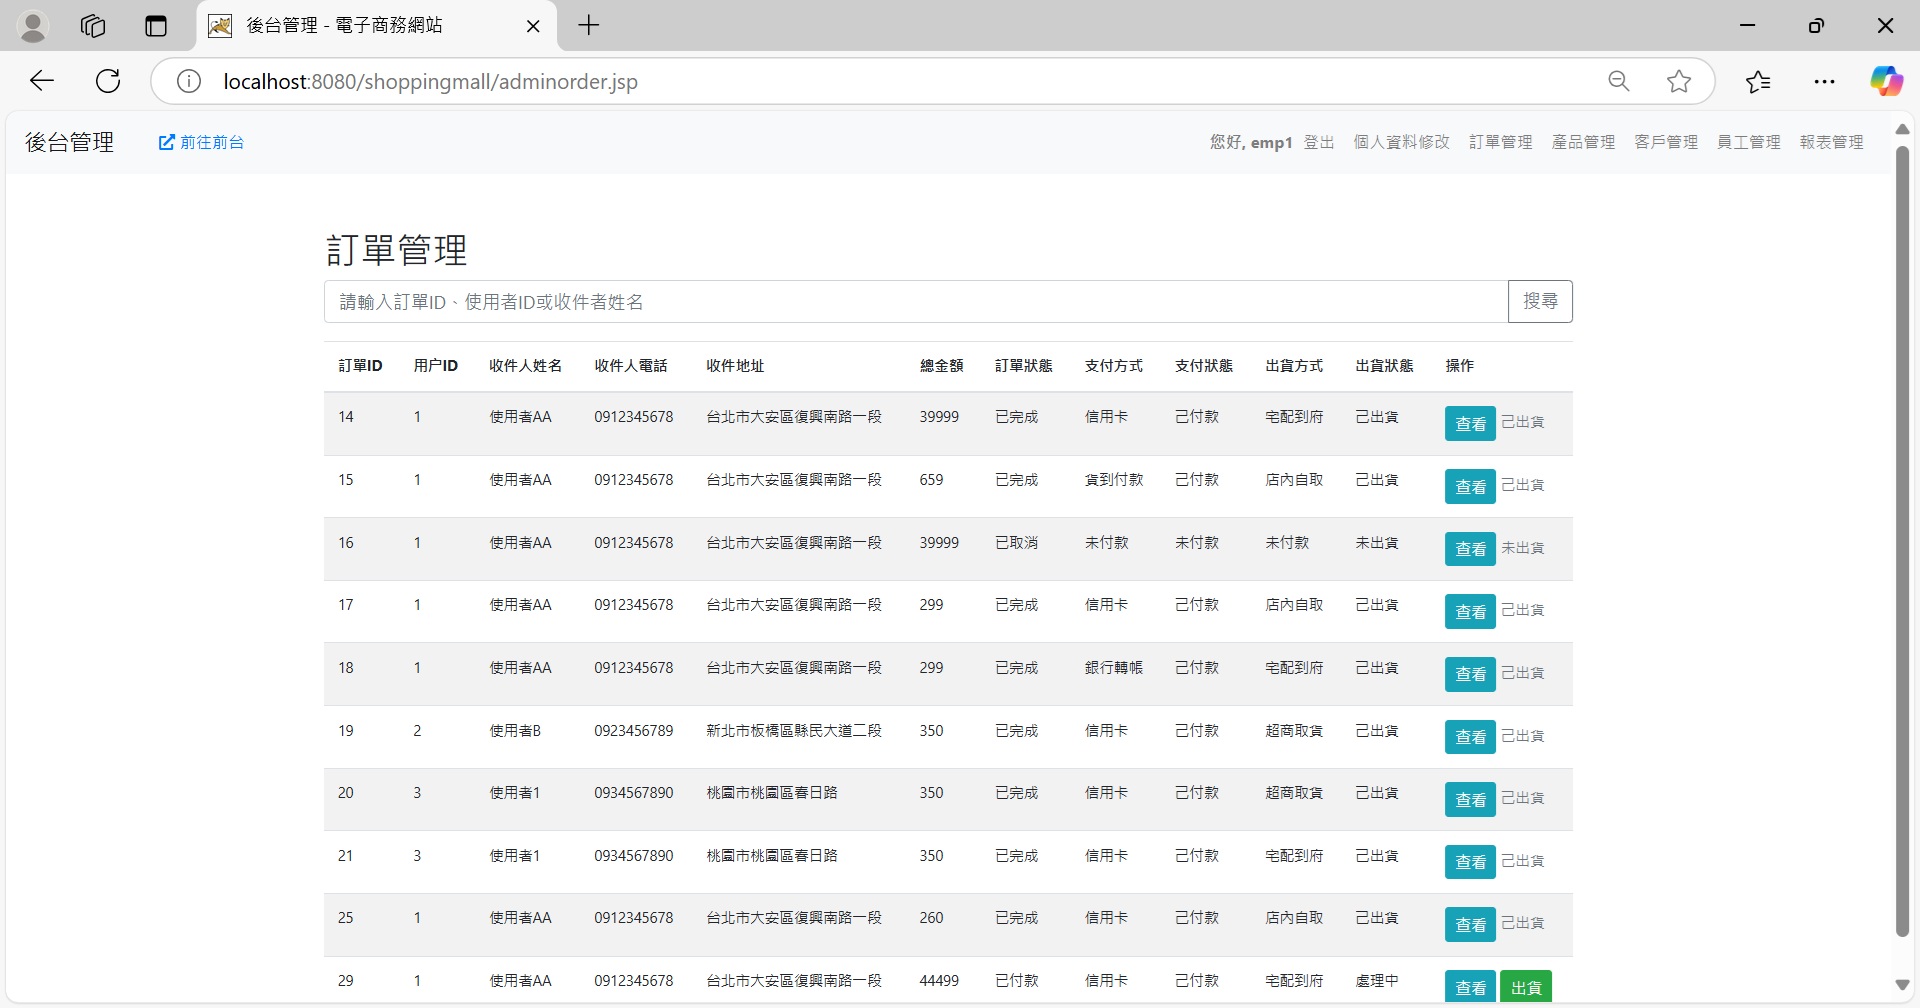 後台管理 - 電子商務網站
localhost:8080/shoppingmall/adminorder.jsp
後台管理 前往前台 您好, emp1 登出 個人資料修改 訂單管理 產品管理 客戶管理 員工管理 報表管理
訂單管理
請輸入訂單ID、使用者ID或收件者姓名 搜尋
訂單ID 用户ID 收件人姓名 收件人電話 收件地址 總金額 訂單狀態 支付方式 支付狀態 出貨方式 出貨狀態 操作
14 1 使用者AA 0912345678 台北市大安區復興南路一段 39999 已完成 信用卡 己付款 宅配到府 己出貨 查看 己出貨
15 1 使用者AA 0912345678 台北市大安區復興南路一段 659 已完成 貨到付款 己付款 店內自取 己出貨 查看 己出貨
16 1 使用者AA 0912345678 台北市大安區復興南路一段 39999 已取消 未付款 未付款 未付款 未出貨 查看 未出貨
17 1 使用者AA 0912345678 台北市大安區復興南路一段 299 已完成 信用卡 己付款 店內自取 己出貨 查看 己出貨
18 1 使用者AA 0912345678 台北市大安區復興南路一段 299 已完成 銀行轉帳 己付款 宅配到府 己出貨 查看 己出貨
19 2 使用者B 0923456789 新北市板橋區縣民大道二段 350 已完成 信用卡 己付款 超商取貨 己出貨 查看 己出貨
20 3 使用者1 0934567890 桃園市桃園區春日路 350 已完成 信用卡 己付款 超商取貨 己出貨 查看 己出貨
21 3 使用者1 0934567890 桃園市桃園區春日路 350 已完成 信用卡 己付款 宅配到府 己出貨 查看 己出貨
25 1 使用者AA 0912345678 台北市大安區復興南路一段 260 已完成 信用卡 己付款 店內自取 己出貨 查看 己出貨
29 1 使用者AA 0912345678 台北市大安區復興南路一段 44499 已付款 信用卡 己付款 宅配到府 處理中 查看 出貨